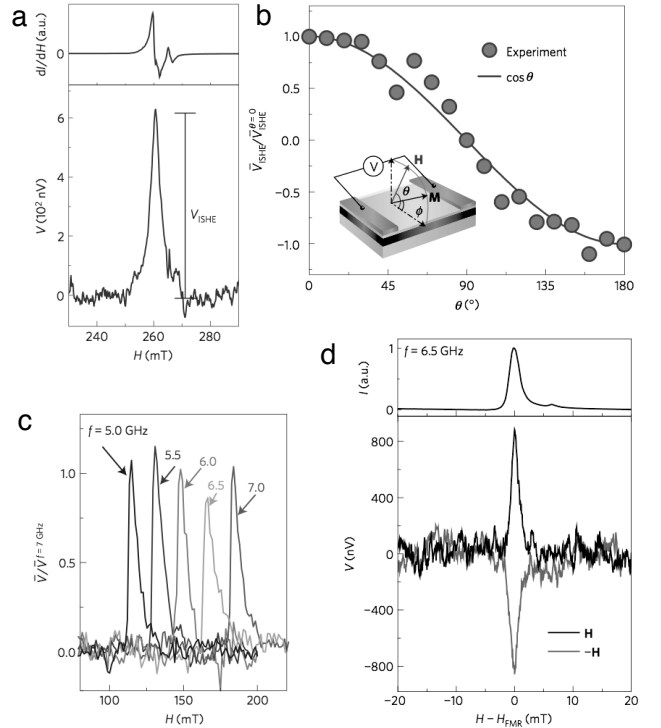 a
dI/dH (a.u.)
0
V (10² nV)
6
4
2
0
V_ISHE
240
260
280
H (mT)
b
V̄_ISHE/V̄_ISHE^θ=0
1.0
0.5
0.0
−0.5
−1.0
Experiment
cos θ
V
H
θ
M
ϕ
0
45
90
135
180
θ (°)
c
V̄/V̄_f = 7 GHz
f = 5.0 GHz
5.5
6.0
6.5
7.0
1.0
0.5
0.0
100
150
200
H (mT)
d
f = 6.5 GHz
I (a.u.)
1
0
V (nV)
800
400
0
−400
−800
H
−H
−20
−10
0
10
20
H − H_FMR (mT)